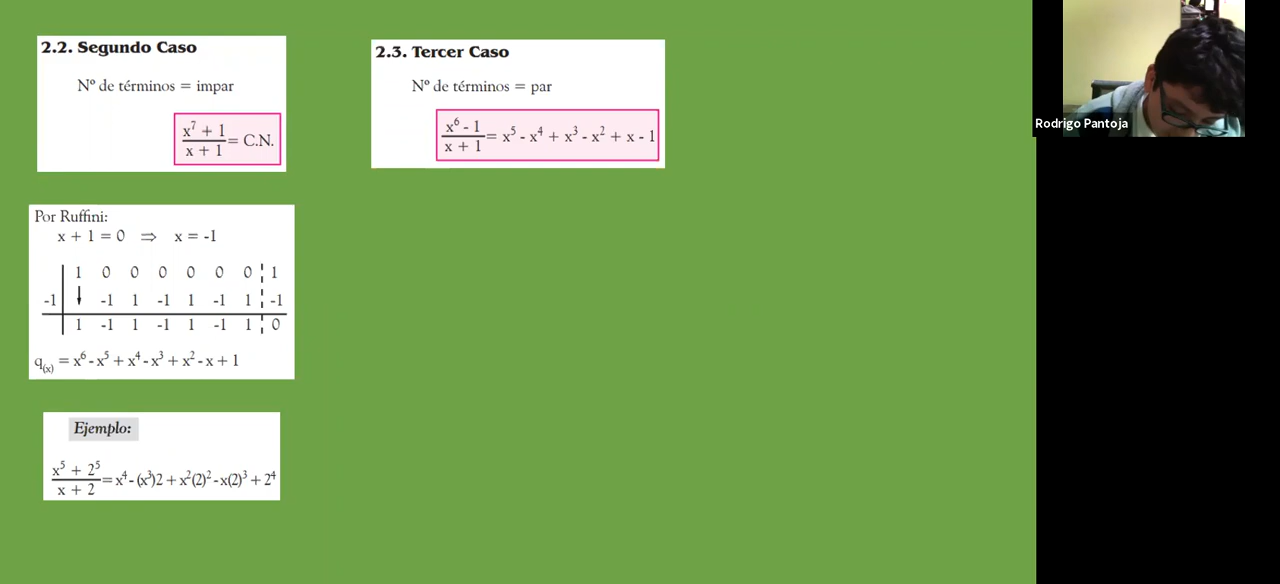 2.2. Segundo Caso
Nº de términos = impar
x⁷ + 1
x + 1
= C.N.
Por Ruffini:
x + 1 = 0 ⇒ x = -1
1 0 0 0 0 0 0 1
-1 -1 1 -1 1 -1 1 -1
1 -1 1 -1 1 -1 1 0
q(x) = x⁶ - x⁵ + x⁴ - x³ + x² - x + 1
Ejemplo:
x⁵ + 2⁵
x + 2
= x⁴ - (x³)2 + x²(2)² - x(2)³ + 2⁴
2.3. Tercer Caso
Nº de términos = par
x⁶ - 1
x + 1
= x⁵ - x⁴ + x³ - x² + x - 1
Rodrigo Pantoja